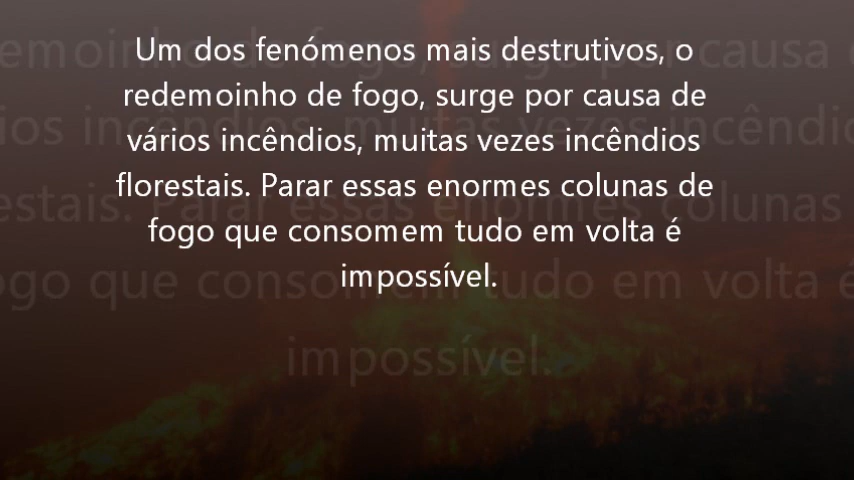 Um dos fenómenos mais destrutivos, o
redemoinho de fogo, surge por causa de
vários incêndios, muitas vezes incêndios
florestais. Parar essas enormes colunas de
fogo que consomem tudo em volta é
impossível.